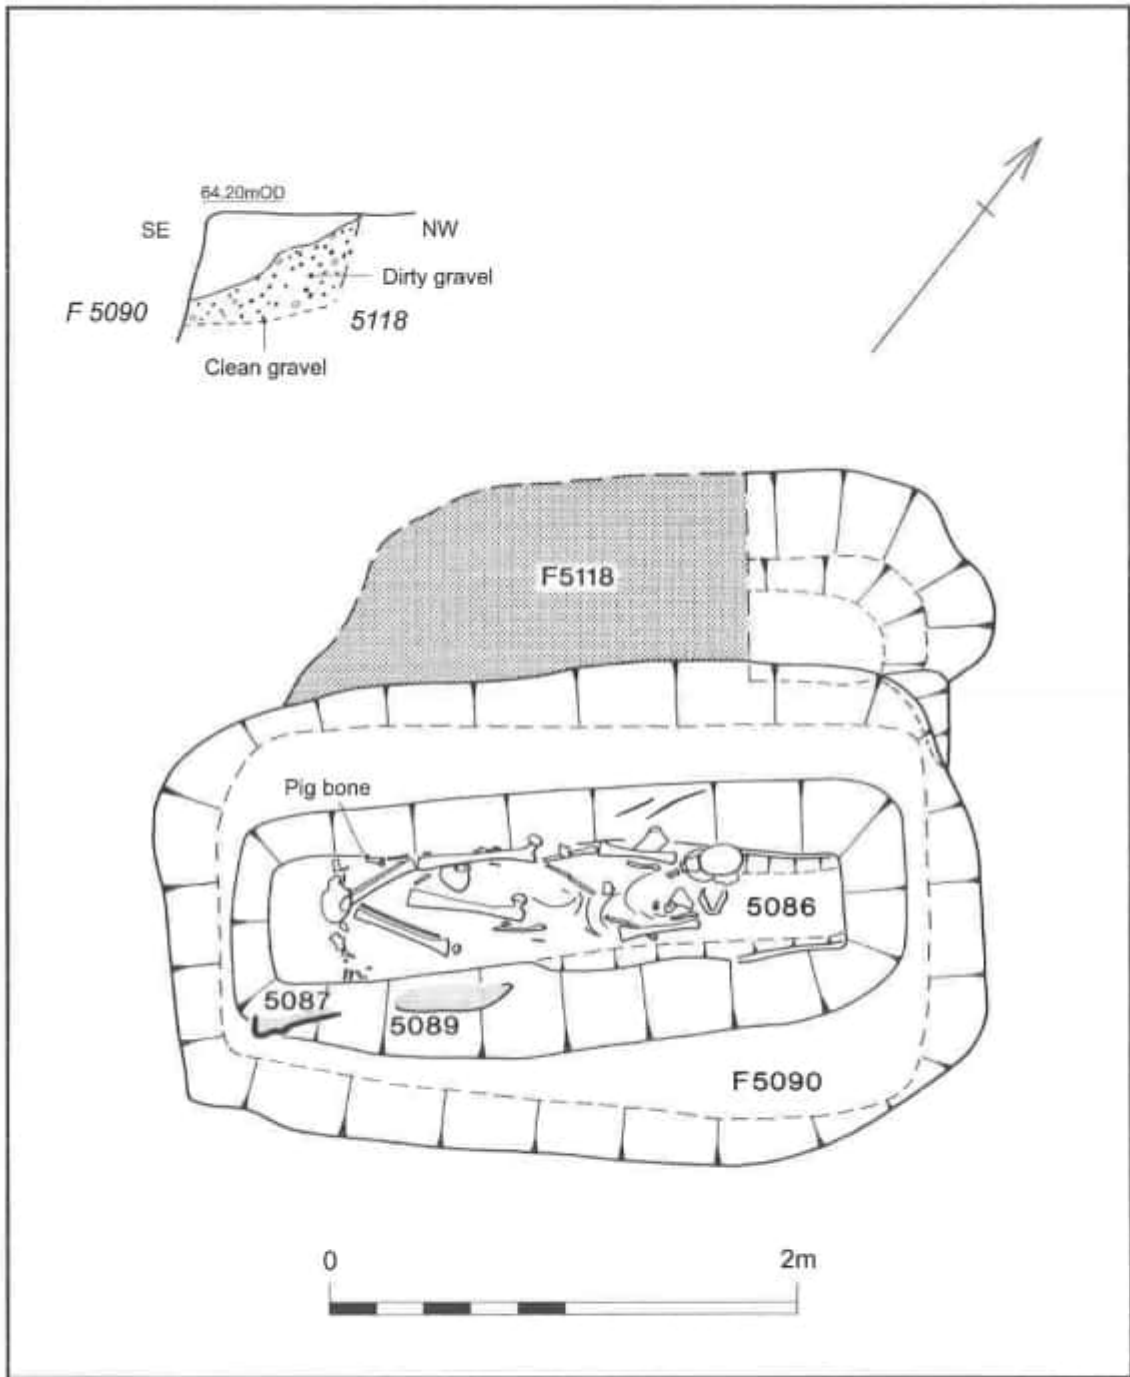 64.20mOD
SE
NW
Dirty gravel
F 5090
5118
Clean gravel
F5118
Pig bone
5086
5087
5089
F5090
0
2m